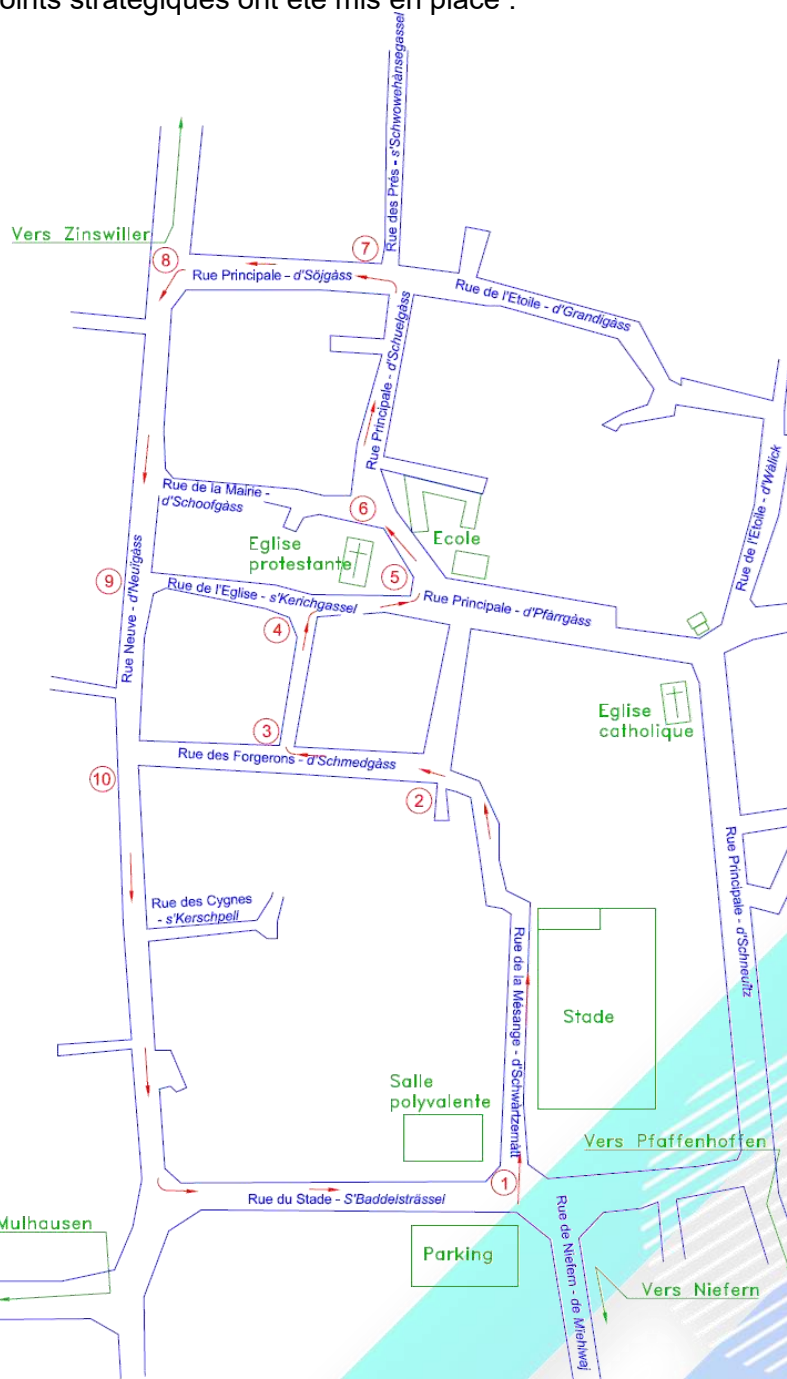 oints stratégiques ont été mis en place :
Rue des Prés - s'Schwowehànsegassel
Vers Zinswiller
8
7
Rue Principale - d'Söjgàss
Rue de l'Etoile - d'Grandigàss
Rue Principale - d'Schuelgàss
Rue de l'Etoile - d'Wàlick
Rue de la Mairie -
d'Schoofgàss
6
Ecole
Eglise
protestante
5
9
Rue Neuve - d'Neuïgàss
Rue de l'Eglise - s'Kerichgassel
Rue Principale - d'Pfàrrgàss
4
Eglise
catholique
3
Rue des Forgerons - d'Schmedgàss
10
2
Rue Principale - d'Schneuïtz
Rue des Cygnes
- s'Kerschpell
Rue de la Mésange - d'Schwàrtzemàtt
Stade
Salle
polyvalente
Vers Pfaffenhoffen
1
Rue du Stade - S'Baddelsträssel
Mulhausen
Parking
Rue de Niefern - de Mìehlwaj
Vers Niefern